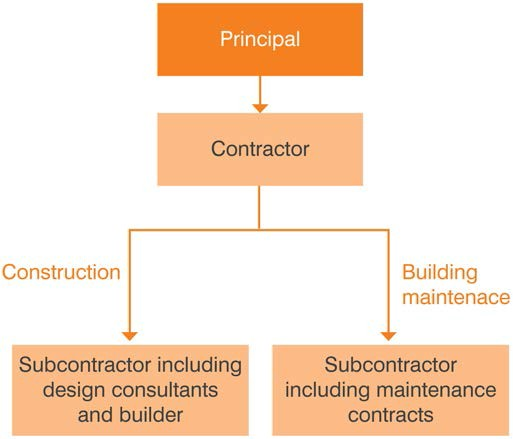 Principal
Contractor
Construction
Building
maintenace
Subcontractor including
design consultants
and builder
Subcontractor
including maintenance
contracts